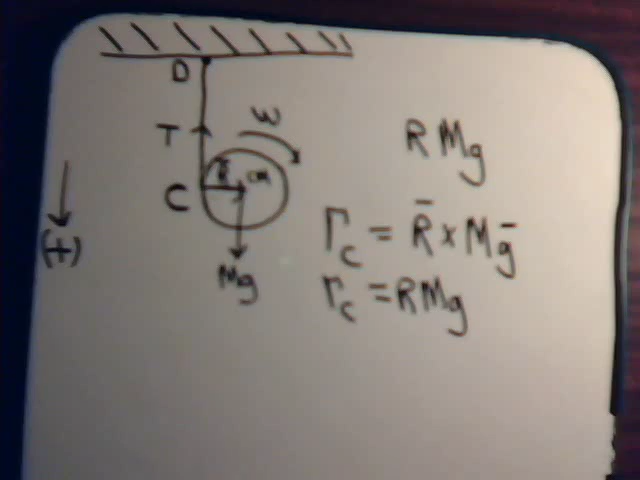 D
ω
T
R CM
C
(+)
Mg
RMg
Γc = R̄ × Mḡ
Γc = RMg